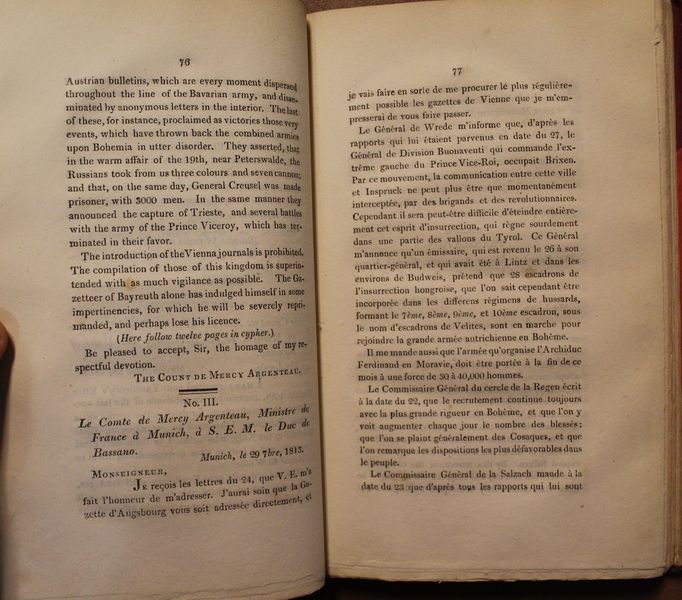 76
Austrian bulletins, which are every moment dispersed
throughout the line of the Bavarian army, and disse-
minated by anonymous letters in the interior. The last
of these, for instance, proclaimed as victories those very
events, which have thrown back the combined armies
upon Bohemia in utter disorder. They asserted, that
in the warm affair of the 19th, near Peterswalde, the
Russians took from us three colours and seven cannon;
and that, on the same day, General Creusel was made
prisoner, with 3000 men. In the same manner they
announced the capture of Trieste, and several battles
with the army of the Prince Viceroy, which has ter-
minated in their favor.
The introduction of the Vienna journals is prohibited.
The compilation of those of this kingdom is superin-
tended with as much vigilance as possible. The Ga-
zetteer of Bayreuth alone has indulged himself in some
impertinencies, for which he will be severely repri-
manded, and perhaps lose his licence.
(Here follow twelve pages in cypher.)
Be pleased to accept, Sir, the homage of my re-
spectful devotion.
THE COUNT DE MERCY ARGENTEAU.
No. III.
Le Comte de Mercy Argenteau, Ministre de
France à Munich, à S. E. M. le Duc de
Bassano.
Munich, le 29 7bre, 1813.
MONSEIGNEUR,
JE reçois les lettres du 24, que V. E. m'a
fait l'honneur de m'adresser. J'aurai soin que la Ga-
zette d'Augsbourg vous soit adressée directement, et
77
je vais faire en sorte de me procurer lé plus régulière-
ment possible les gazettes de Vienne que je m'em-
presserai de vous faire passer.
Le Général de Wrede m'informe que, d'après les
rapports qui lui étaient parvenus en date du 27, le
Général de Division Buonaventi qui commande l'ex-
trême gauche du Prince Vice-Roi, occupait Brixen.
Par ce mouvement, la communication entre cette ville
et Inspruck ne peut plus être que momentanément
interceptée, par des brigands et des revolutionnaires.
Cependant il sera peut-être difficile d'éteindre entière-
ment cet esprit d'insurrection, qui règne sourdement
dans une partie des vallons du Tyrol. Ce Général
m'annonce qu'un émissaire, qui est revenu le 26 à son
quartier-général, et qui avait été à Lintz et dans les
environs de Budweis, prétend que 28 escadrons de
l'insurrection hongroise, que l'on sait cependant être
incorporée dans les differens régimens de hussards,
formant le 7ème, 8ème, 9ème, et 10ème escadron, sous
le nom d'escadrons de Velites, sont en marche pour
rejoindre la grande armée autrichienne en Bohême.
Il me mande aussi que l'armée qu'organise l'Archiduc
Ferdinand en Moravie, doit être portée à la fin de ce
mois à une force de 30 à 40,000 hommes.
Le Commissaire Général du cercle de la Regen écrit
à la date du 22, que le recrutement continue toujours
avec la plus grande rigueur en Bohême, et que l'on y
voit augmenter chaque jour le nombre des blessés;
que l'on se plaint généralement des Cosaques, et que
l'on remarque les dispositions les plus défavorables dans
le peuple.
Le Commissaire Général de la Salzach mande à la
date du 23 que d'après tous les rapports qui lui sont